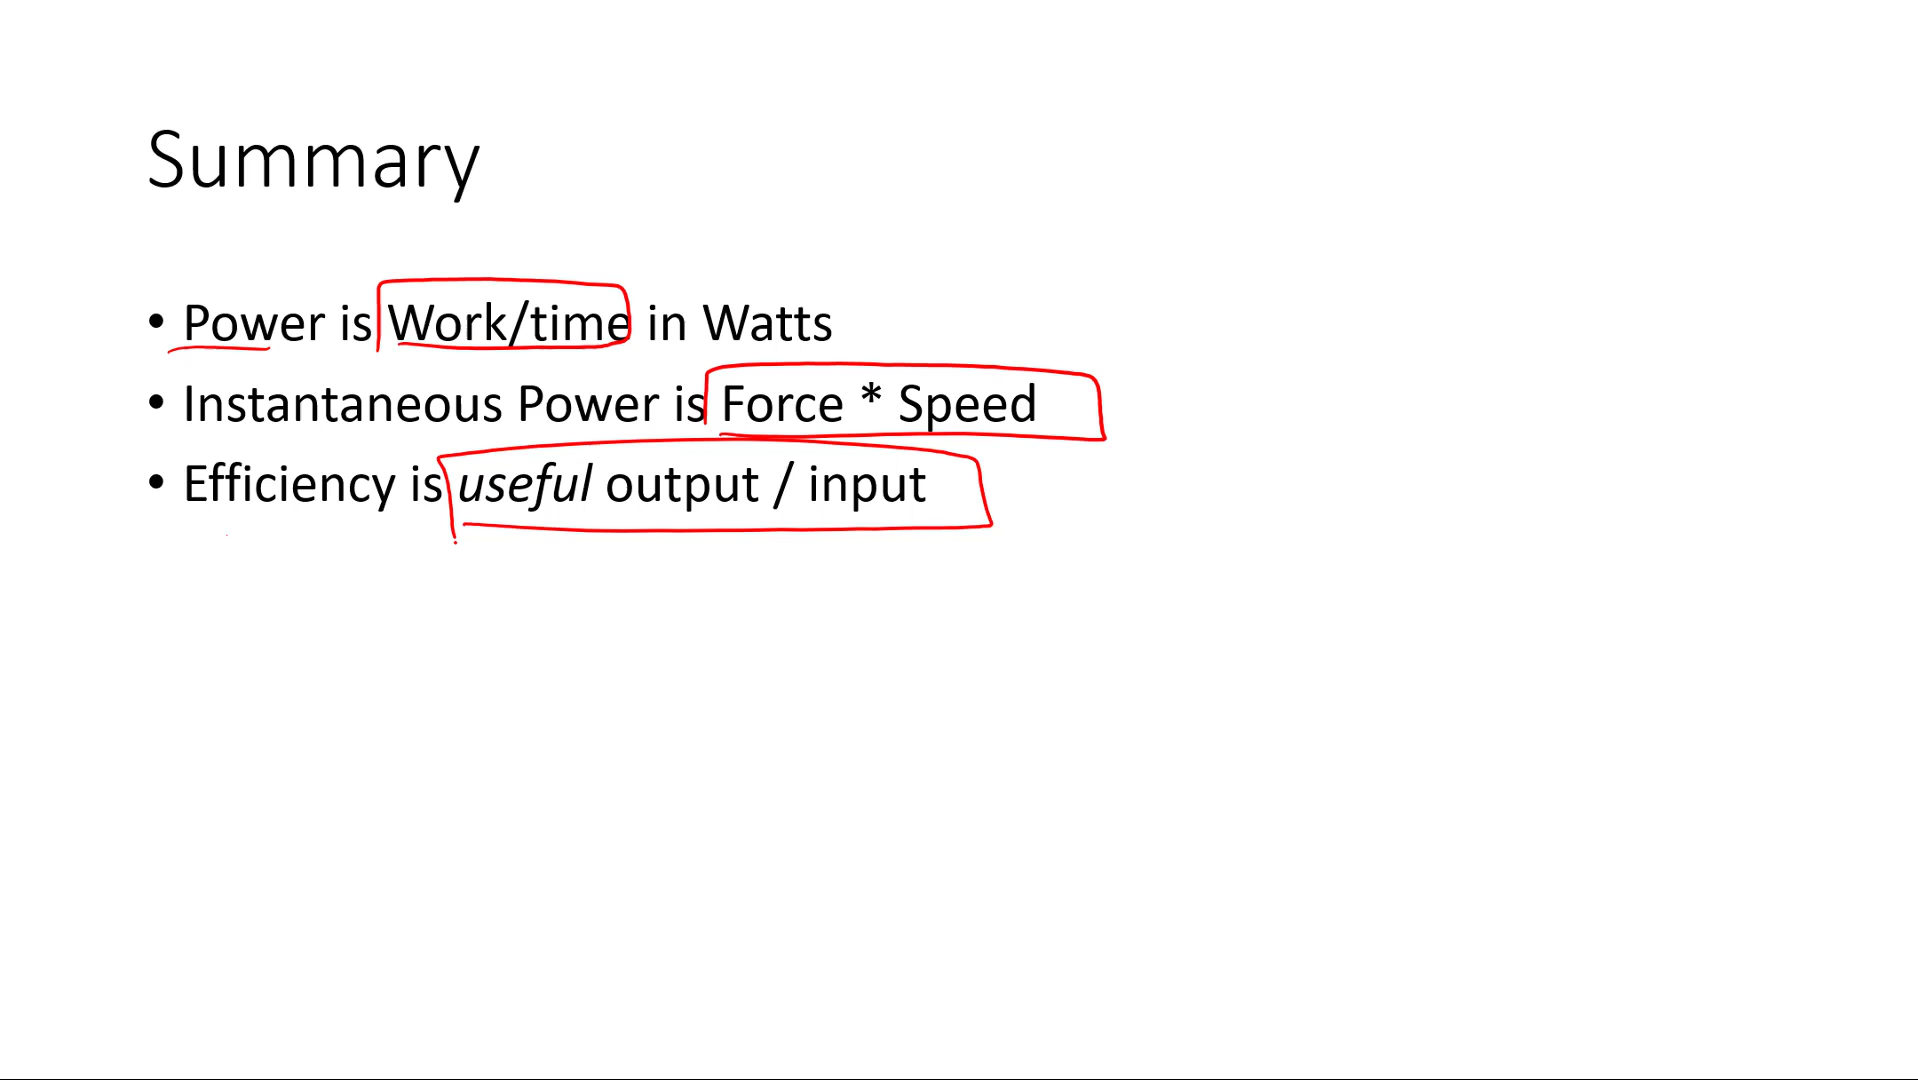 Summary
• Power is Work/time in Watts
• Instantaneous Power is Force * Speed
• Efficiency is useful output / input